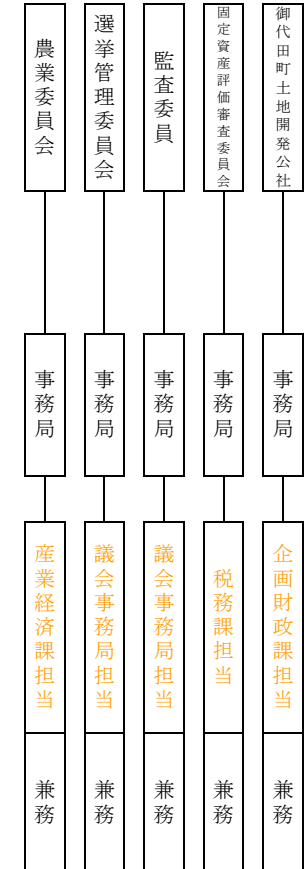 農業委員会
選挙管理委員会
監査委員
固定資産評価審査委員会
御代田町土地開発公社
事務局
事務局
事務局
事務局
事務局
産業経済課担当
議会事務局担当
議会事務局担当
税務課担当
企画財政課担当
兼務
兼務
兼務
兼務
兼務